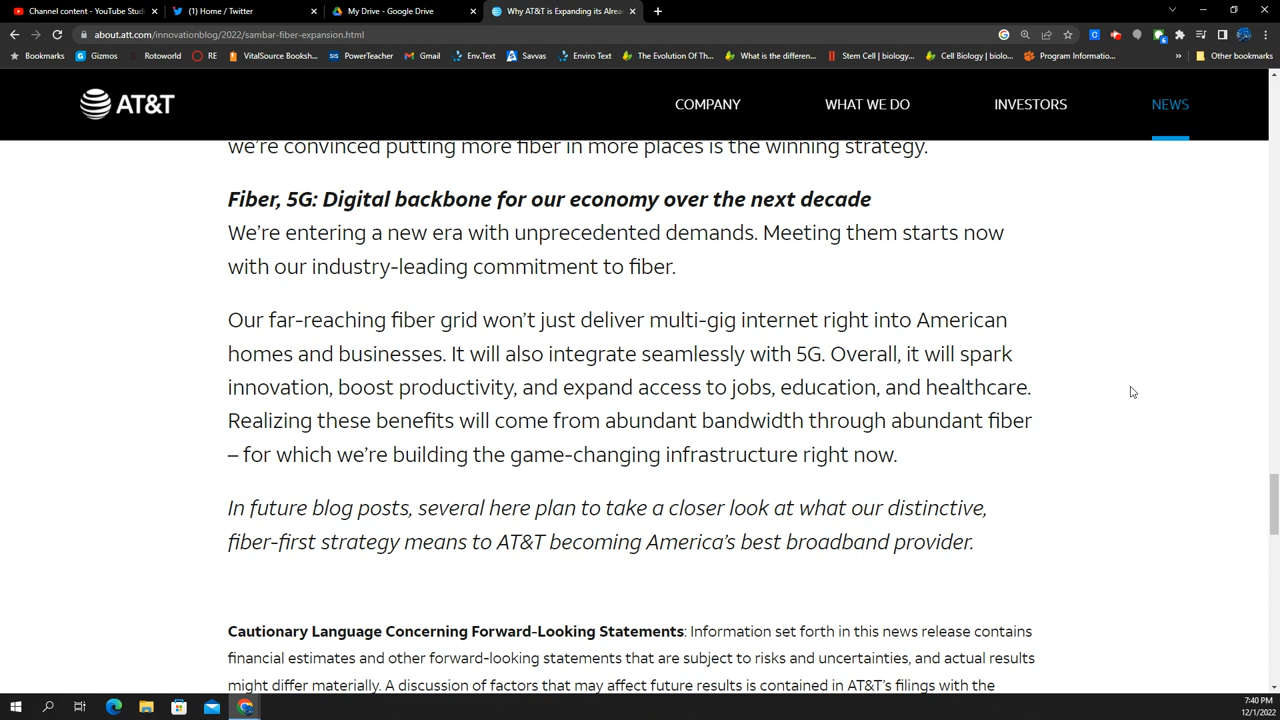 Channel content - YouTube Stud
(1) Home / Twitter
My Drive - Google Drive
Why AT&T is Expanding its Alrea
about.att.com/innovationblog/2022/sambar-fiber-expansion.html
Bookmarks
Gizmos
Rotoworld
RE
VitalSource Booksh...
SIS
PowerTeacher
Gmail
Env.Text
Savvas
Enviro Text
The Evolution Of Th...
What is the differen...
Stem Cell | biology...
Cell Biology | biolo...
Program Informatio...
Other bookmarks
AT&T
COMPANY
WHAT WE DO
INVESTORS
NEWS
we're convinced putting more fiber in more places is the winning strategy.
Fiber, 5G: Digital backbone for our economy over the next decade
We're entering a new era with unprecedented demands. Meeting them starts now
with our industry-leading commitment to fiber.
Our far-reaching fiber grid won't just deliver multi-gig internet right into American
homes and businesses. It will also integrate seamlessly with 5G. Overall, it will spark
innovation, boost productivity, and expand access to jobs, education, and healthcare.
Realizing these benefits will come from abundant bandwidth through abundant fiber
– for which we're building the game-changing infrastructure right now.
In future blog posts, several here plan to take a closer look at what our distinctive,
fiber-first strategy means to AT&T becoming America's best broadband provider.
Cautionary Language Concerning Forward-Looking Statements: Information set forth in this news release contains
financial estimates and other forward-looking statements that are subject to risks and uncertainties, and actual results
might differ materially. A discussion of factors that may affect future results is contained in AT&T's filings with the
7:40 PM
12/1/2022